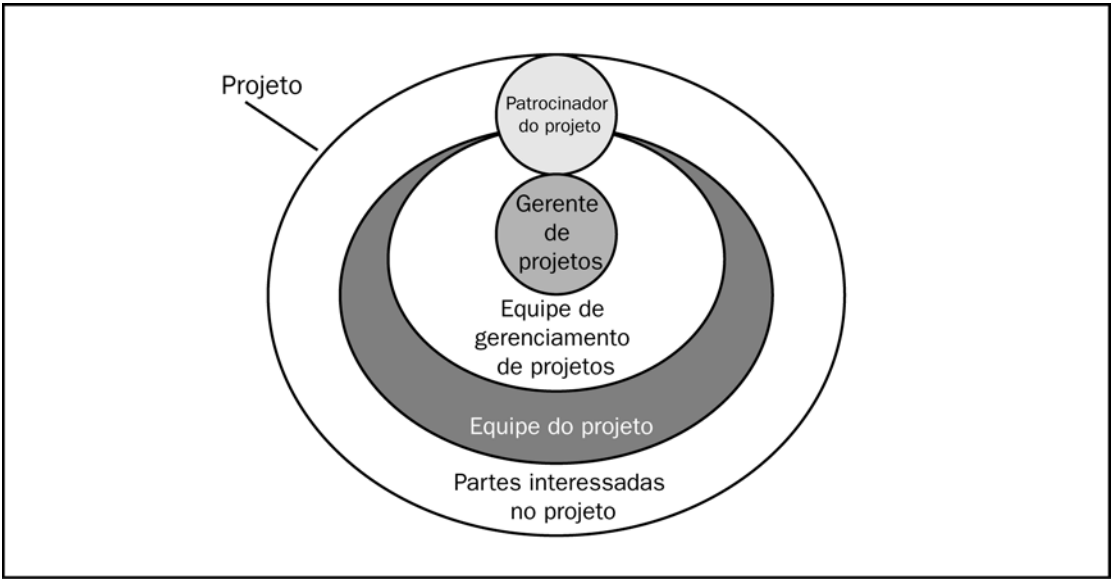 Projeto
Patrocinador
do projeto
Gerente
de
projetos
Equipe de
gerenciamento
de projetos
Equipe do projeto
Partes interessadas
no projeto